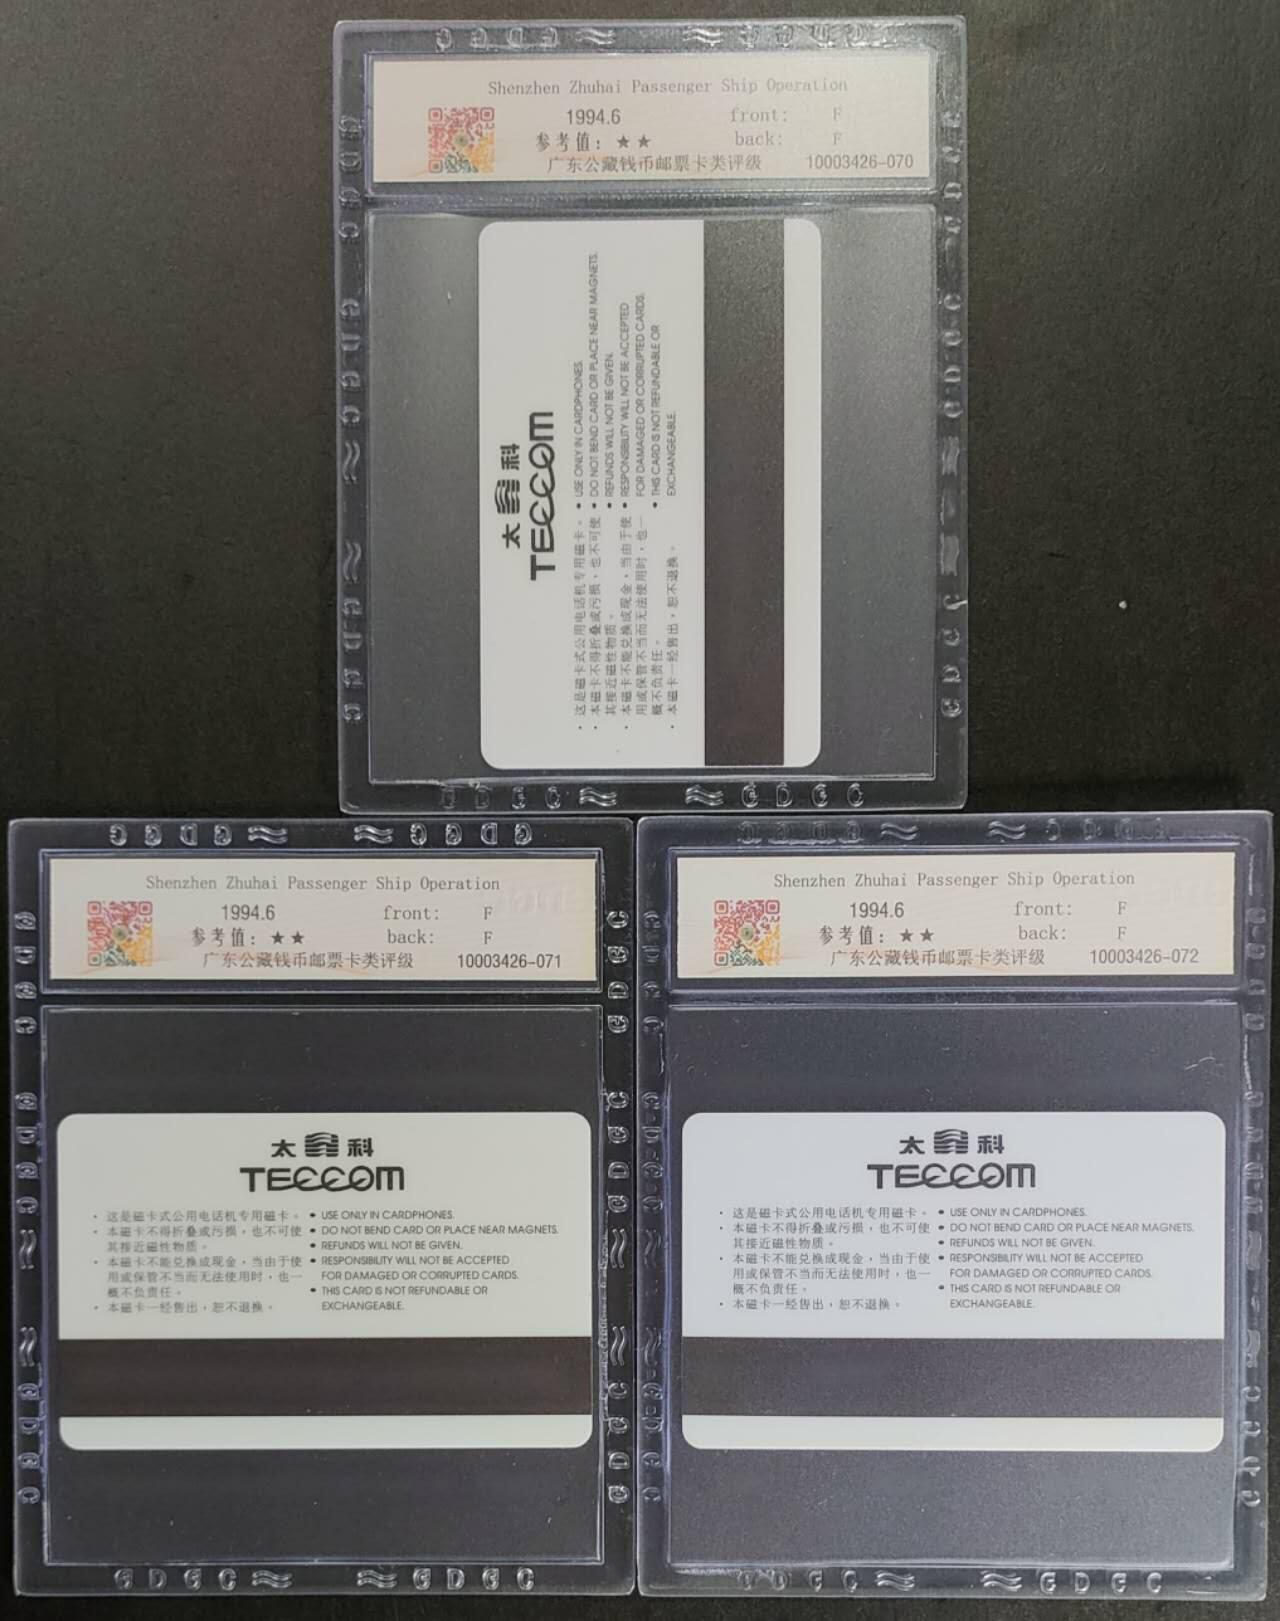 Shenzhen Zhuhai Passenger Ship Operation
1994.6 front: F
参考值：★★ back: F
广东公藏钱币邮票卡类评级 10003426-070
太 科
TECCOM
· 这是磁卡式公用电话机专用磁卡。
· 本磁卡不得折叠或污损，也不可使
其接近磁性物质。
· 本磁卡不能兑换成现金，当由于使
用或保管不当而无法使用时，也一
概不负责任。
· 本磁卡一经售出，恕不退换。
• USE ONLY IN CARDPHONES.
• DO NOT BEND CARD OR PLACE NEAR MAGNETS.
• REFUNDS WILL NOT BE GIVEN.
• RESPONSIBILITY WILL NOT BE ACCEPTED
FOR DAMAGED OR CORRUPTED CARDS.
• THIS CARD IS NOT REFUNDABLE OR
EXCHANGEABLE.
Shenzhen Zhuhai Passenger Ship Operation
1994.6 front: F
参考值：★★ back: F
广东公藏钱币邮票卡类评级 10003426-071
太 科
TECCOM
· 这是磁卡式公用电话机专用磁卡。
· 本磁卡不得折叠或污损，也不可使
其接近磁性物质。
· 本磁卡不能兑换成现金，当由于使
用或保管不当而无法使用时，也一
概不负责任。
· 本磁卡一经售出，恕不退换。
• USE ONLY IN CARDPHONES.
• DO NOT BEND CARD OR PLACE NEAR MAGNETS.
• REFUNDS WILL NOT BE GIVEN.
• RESPONSIBILITY WILL NOT BE ACCEPTED
FOR DAMAGED OR CORRUPTED CARDS.
• THIS CARD IS NOT REFUNDABLE OR
EXCHANGEABLE.
Shenzhen Zhuhai Passenger Ship Operation
1994.6 front: F
参考值：★★ back: F
广东公藏钱币邮票卡类评级 10003426-072
太 科
TECCOM
· 这是磁卡式公用电话机专用磁卡。
· 本磁卡不得折叠或污损，也不可使
其接近磁性物质。
· 本磁卡不能兑换成现金，当由于使
用或保管不当而无法使用时，也一
概不负责任。
· 本磁卡一经售出，恕不退换。
• USE ONLY IN CARDPHONES.
• DO NOT BEND CARD OR PLACE NEAR MAGNETS.
• REFUNDS WILL NOT BE GIVEN.
• RESPONSIBILITY WILL NOT BE ACCEPTED
FOR DAMAGED OR CORRUPTED CARDS.
• THIS CARD IS NOT REFUNDABLE OR
EXCHANGEABLE.